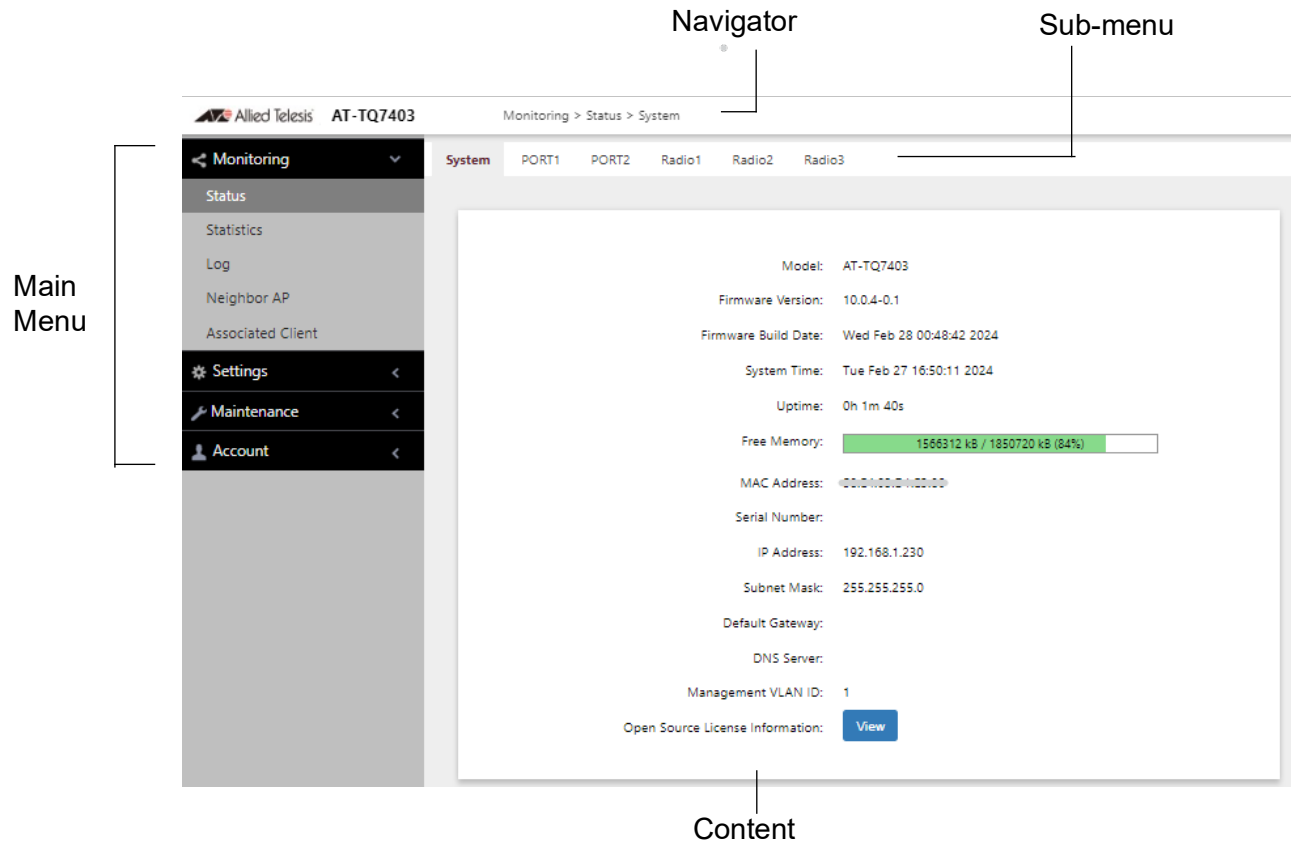 Navigator
Sub-menu
Allied Telesis AT-TQ7403
Monitoring > Status > System
Monitoring
System PORT1 PORT2 Radio1 Radio2 Radio3
Status
Statistics
Log
Neighbor AP
Associated Client
Settings
Maintenance
Account
Main
Menu
Model: AT-TQ7403
Firmware Version: 10.0.4-0.1
Firmware Build Date: Wed Feb 28 00:48:42 2024
System Time: Tue Feb 27 16:50:11 2024
Uptime: 0h 1m 40s
Free Memory: 1566312 kB / 1850720 kB (84%)
MAC Address:
Serial Number:
IP Address: 192.168.1.230
Subnet Mask: 255.255.255.0
Default Gateway:
DNS Server:
Management VLAN ID: 1
Open Source License Information: View
Content